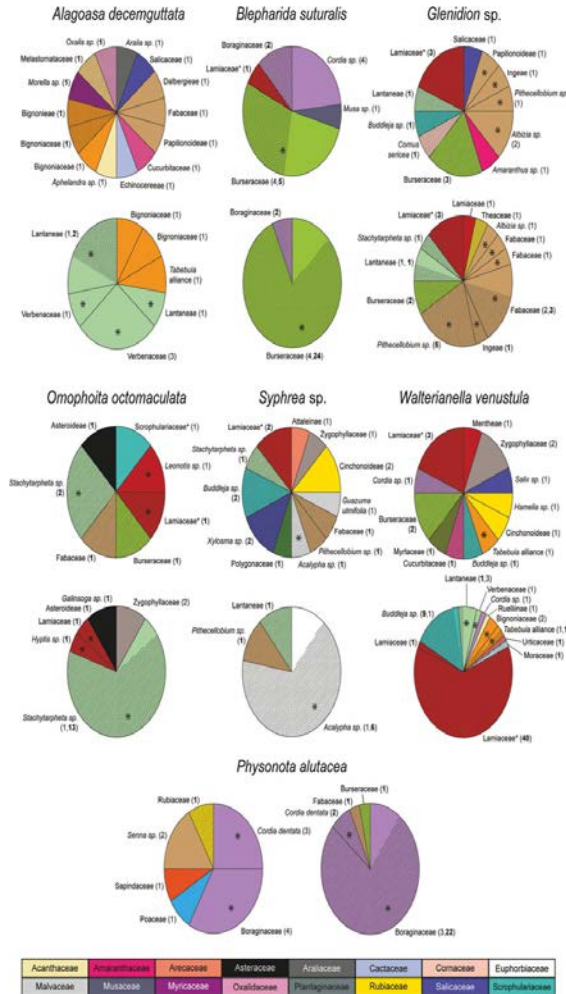 Alagoasa decemguttata
Blepharida suturalis
Glenidion sp.
Oxalis sp. (1)
Aralia sp. (1)
Melastomataceae (1)
Salicaceae (1)
Morella sp. (1)
Dalbergieae (1)
Bignonieae (1)
Fabaceae (1)
Bignoniaceae (1)
Papilionoideae (1)
Bignoniaceae (1)
Cucurbitaceae (1)
Aphelandra sp. (1)
Echinocereeae (1)
Boraginaceae (2)
Cordia sp. (4)
Lamiaceae* (1)
Musa sp. (1)
Burseraceae (4,5)
Salicaceae (1)
Lamiaceae* (3)
Papilionoideae (1)
Ingeae (1)
Lantaneae (1)
Pithecellobium sp. (1)
Buddleja sp. (1)
Albizia sp. (2)
Cornus sericea (1)
Amaranthus sp. (1)
Burseraceae (3)
Lantaneae (1,2)
Bignoniaceae (1)
Bignoniaceae (1)
Tabebuia alliance (1)
Verbenaceae (1)
Lantaneae (1)
Verbenaceae (3)
Boraginaceae (2)
Burseraceae (4,24)
Lamiaceae (1)
Lamiaceae* (3)
Theaceae (1)
Albizia sp. (1)
Stachytarpheta sp. (1)
Fabaceae (1)
Lantaneae (1, 1)
Fabaceae (1)
Burseraceae (2)
Fabaceae (2,3)
Pithecellobium sp. (5)
Ingeae (1)
Omophoita octomaculata
Syphrea sp.
Walterianella venustula
Asteroideae (1)
Scrophulariaceae* (1)
Leonotis sp. (1)
Stachytarpheta sp. (2)
Lamiaceae* (1)
Fabaceae (1)
Burseraceae (1)
Lamiaceae* (2)
Attaleinae (1)
Zygophyllaceae (1)
Stachytarpheta sp. (1)
Cinchonoideae (2)
Buddleja sp. (2)
Guazuma ulmifolia (1)
Xylosma sp. (2)
Fabaceae (1)
Pithecellobium sp. (1)
Polygonaceae (1)
Acalypha sp. (1)
Mentheae (1)
Lamiaceae* (3)
Zygophyllaceae (2)
Cordia sp. (1)
Salix sp. (1)
Hamelia sp. (1)
Burseraceae (2)
Cinchonoideae (1)
Myrtaceae (1)
Tabebuia alliance (1)
Cucurbitaceae (1)
Buddleja sp. (1)
Galinsoga sp. (1)
Asteroideae (1)
Zygophyllaceae (2)
Lamiaceae (1)
Hyptis sp. (1)
Stachytarpheta sp. (1,13)
Lantaneae (1)
Pithecellobium sp. (1)
Acalypha sp. (1,6)
Lantaneae (1,3)
Verbenaceae (1)
Cordia sp. (1)
Buddleja sp. (5,1)
Ruelliinae (1)
Bignoniaceae (2)
Tabebuia alliance (1,1
Urticaceae (1)
Lamiaceae (1)
Moraceae (1)
Lamiaceae* (40)
Physonota alutacea
Rubiaceae (1)
Cordia dentata (3)
Senna sp. (2)
Sapindaceae (1)
Poaceae (1)
Boraginaceae (4)
Burseraceae (1)
Fabaceae (1)
Cordia dentata (2)
Boraginaceae (3,22)
Acanthaceae Amaranthaceae Arecaceae Asteraceae Araliaceae Cactaceae Cornaceae Euphorbiaceae
Malvaceae Musaceae Myricaceae Oxalidaceae Plantaginaceae Rubiaceae Salicaceae Scrophulariaceae